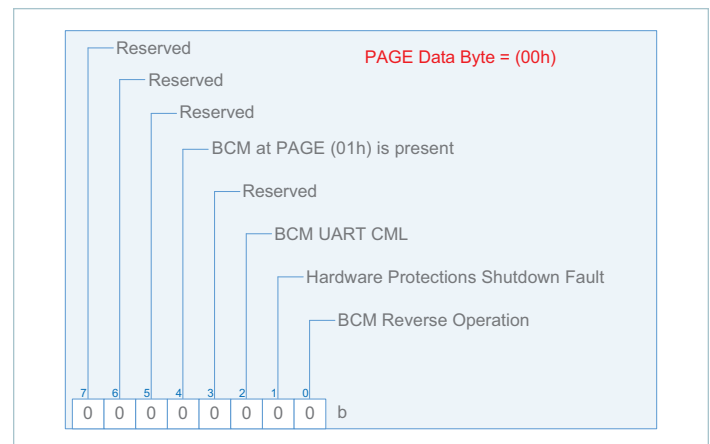 Reserved
PAGE Data Byte = (00h)
Reserved
Reserved
BCM at PAGE (01h) is present
Reserved
BCM UART CML
Hardware Protections Shutdown Fault
BCM Reverse Operation
7 6 5 4 3 2 1 0
0 0 0 0 0 0 0 0 b